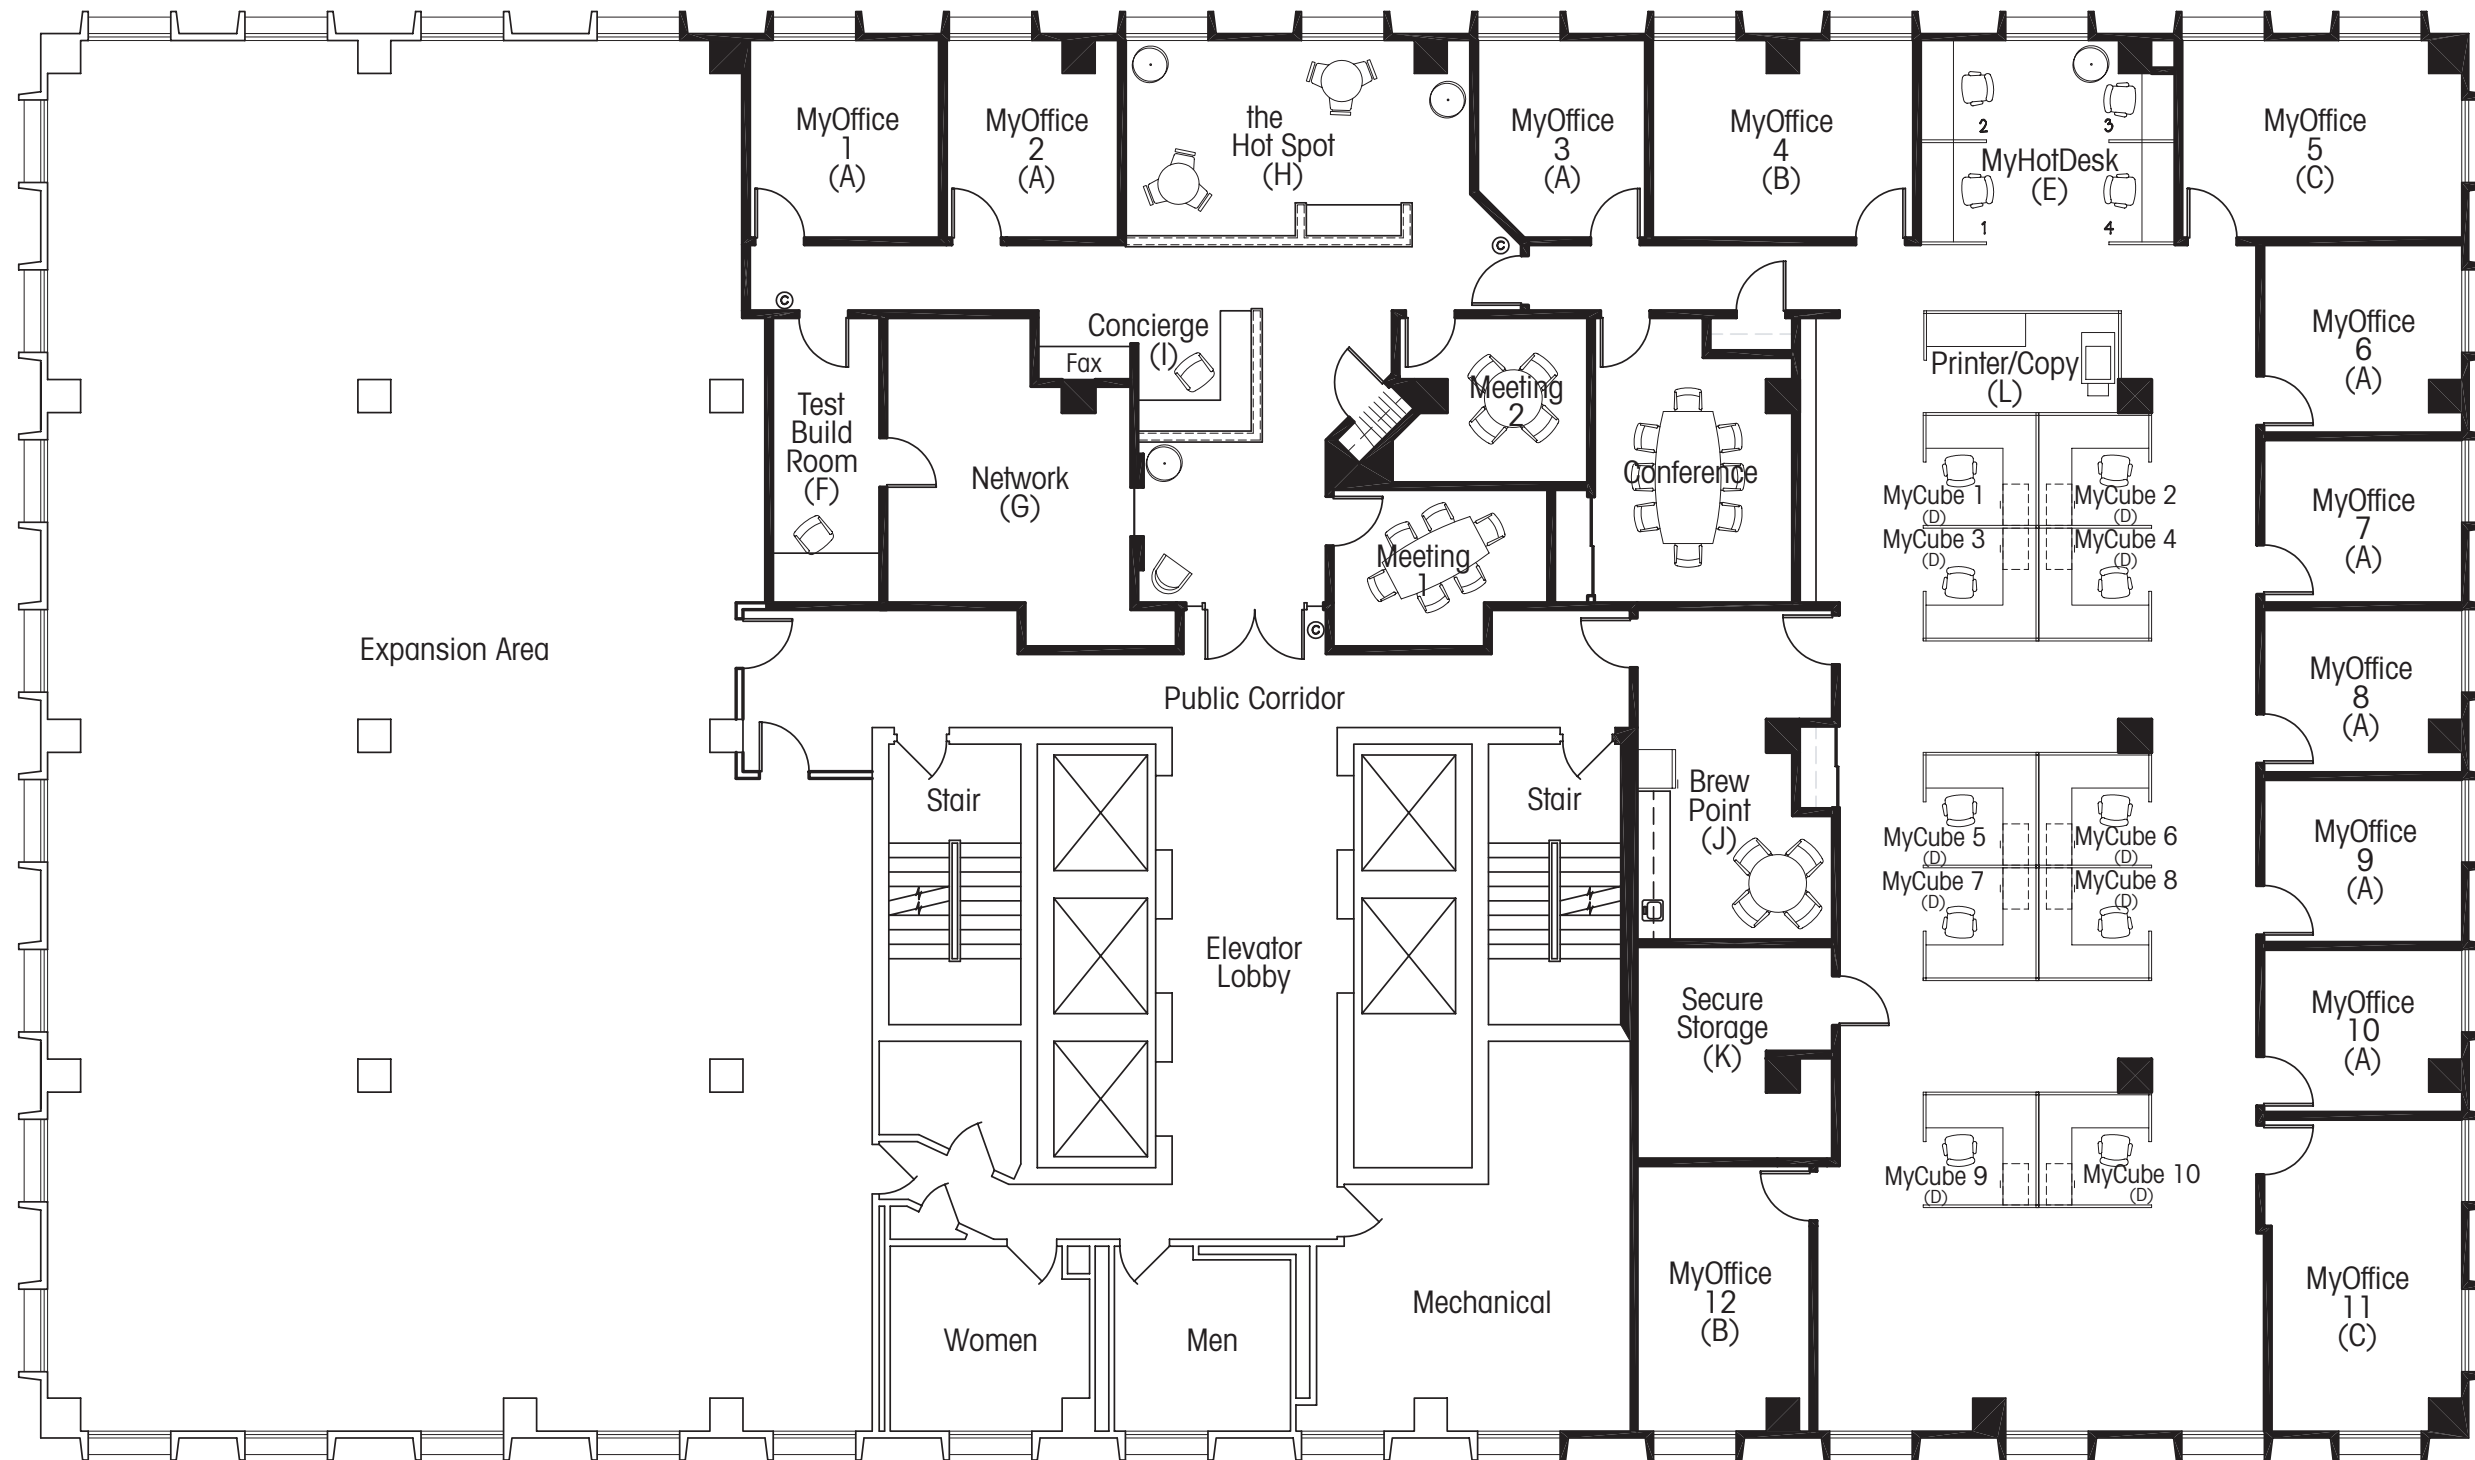 MyOffice
1
(A)
MyOffice
2
(A)
the
Hot Spot
(H)
MyOffice
3
(A)
MyOffice
4
(B)
2
3
MyHotDesk
(E)
1
4
MyOffice
5
(C)
C
C
Concierge
(I)
Fax
Test
Build
Room
(F)
Network
(G)
Meeting
2
Meeting
1
Conference
Printer/Copy
(L)
MyOffice
6
(A)
MyCube 1
(D)
MyCube 2
(D)
MyCube 3
(D)
MyCube 4
(D)
MyOffice
7
(A)
Expansion Area
C
Public Corridor
MyOffice
8
(A)
Stair
Stair
Brew
Point
(J)
MyCube 5
(D)
MyCube 6
(D)
MyCube 7
(D)
MyCube 8
(D)
MyOffice
9
(A)
Elevator
Lobby
Secure
Storage
(K)
MyOffice
10
(A)
MyCube 9
(D)
MyCube 10
(D)
Women
Men
Mechanical
MyOffice
12
(B)
MyOffice
11
(C)